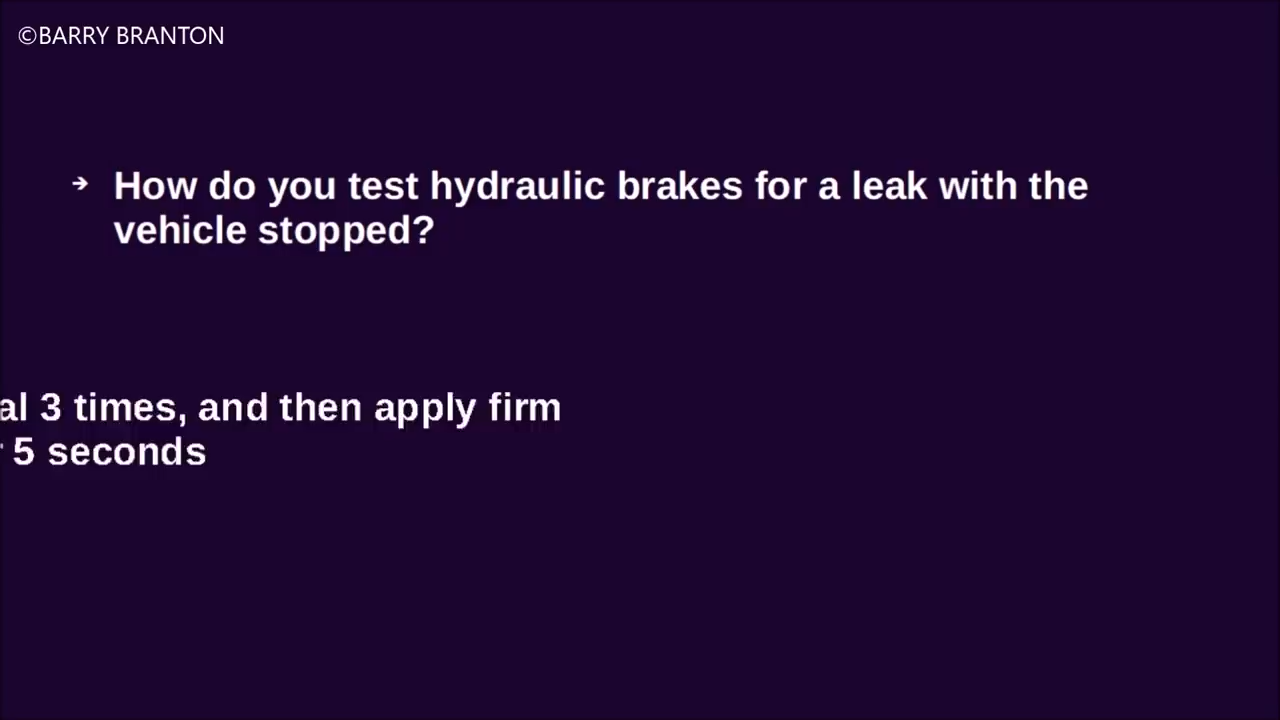 ©BARRY BRANTON
➔ How do you test hydraulic brakes for a leak with the
vehicle stopped?
al 3 times, and then apply firm
5 seconds